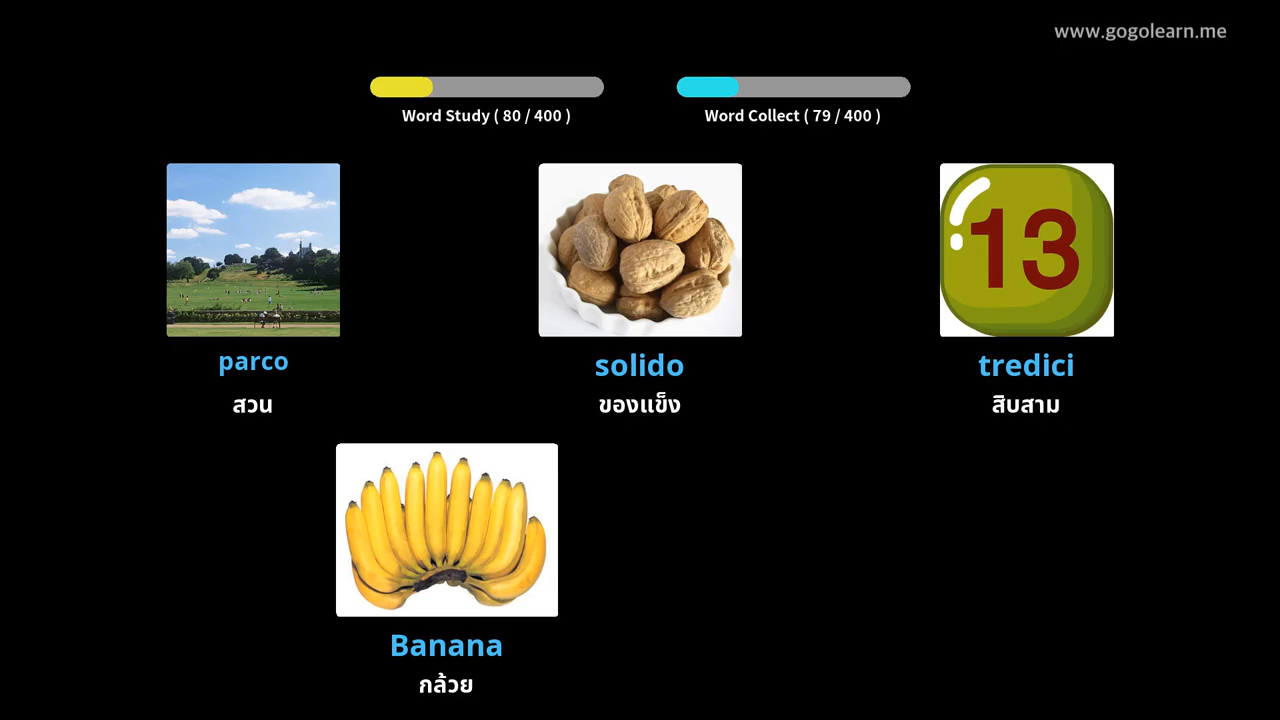 www.gogolearn.me
Word Study ( 80 / 400 )
Word Collect ( 79 / 400 )
13
parco
solido
tredici
สวน
ของแข็ง
สิบสาม
Banana
กล้วย